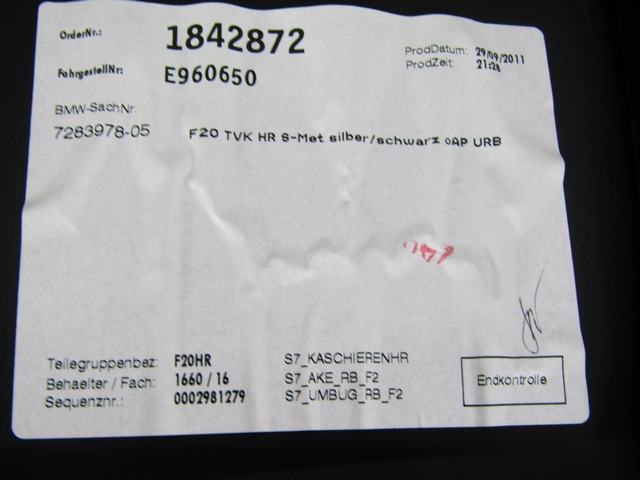 OrderNr.: 1842872
ProdDatum: 29/09/2011
FahrgestellNr: E960650
ProdZeit: 21:28
BMW-SachNr:
7283978-05 F20 TVK HR S-Met silber/schwarz oAP URB
Teilegruppenbez: F20HR S7_KASCHIERENHR
Behaelter / Fach: 1660 / 16 S7_AKE_RB_F2
Sequenznr.: 0002981279 S7_UMBUG_RB_F2
Endkontrolle